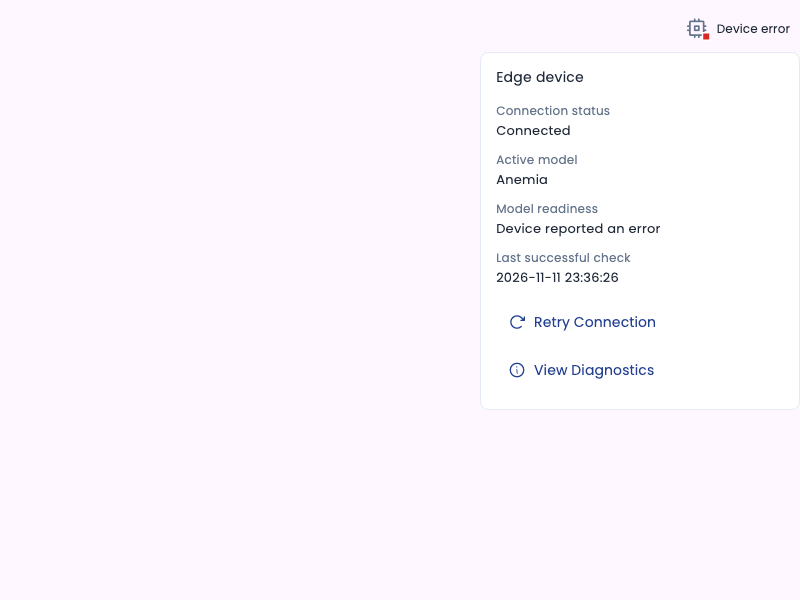 Device error
Edge device
Connection status
Connected
Active model
Anemia
Model readiness
Device reported an error
Last successful check
2026-11-11 23:36:26
Retry Connection
View Diagnostics